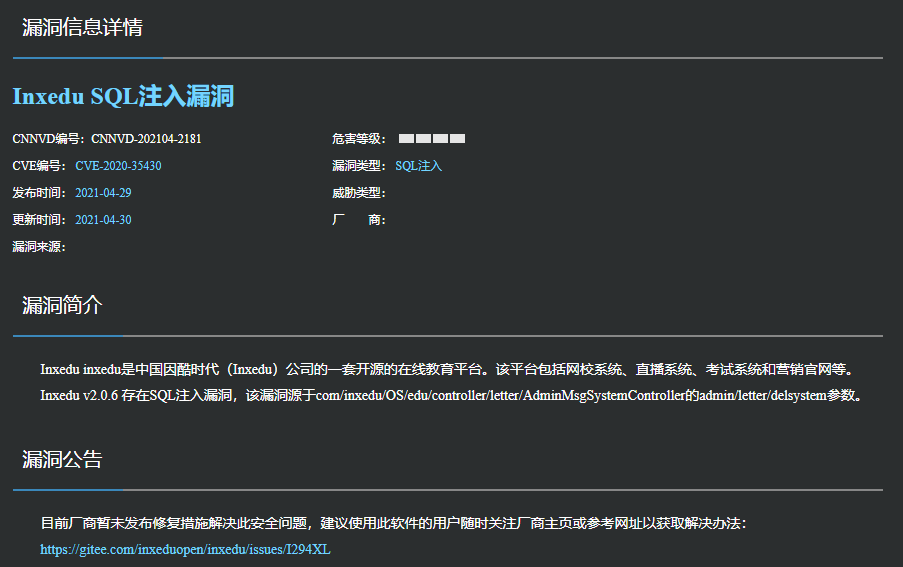 漏洞信息详情
Inxedu SQL注入漏洞
CNNVD编号：CNNVD-202104-2181
危害等级：
CVE编号： CVE-2020-35430
漏洞类型： SQL注入
发布时间： 2021-04-29
威胁类型：
更新时间： 2021-04-30
厂 商：
漏洞来源：
漏洞简介
Inxedu inxedu是中国因酷时代（Inxedu）公司的一套开源的在线教育平台。该平台包括网校系统、直播系统、考试系统和营销官网等。
Inxedu v2.0.6 存在SQL注入漏洞，该漏洞源于com/inxedu/OS/edu/controller/letter/AdminMsgSystemController的admin/letter/delsystem参数。
漏洞公告
目前厂商暂未发布修复措施解决此安全问题，建议使用此软件的用户随时关注厂商主页或参考网址以获取解决办法：
https://gitee.com/inxeduopen/inxedu/issues/I294XL